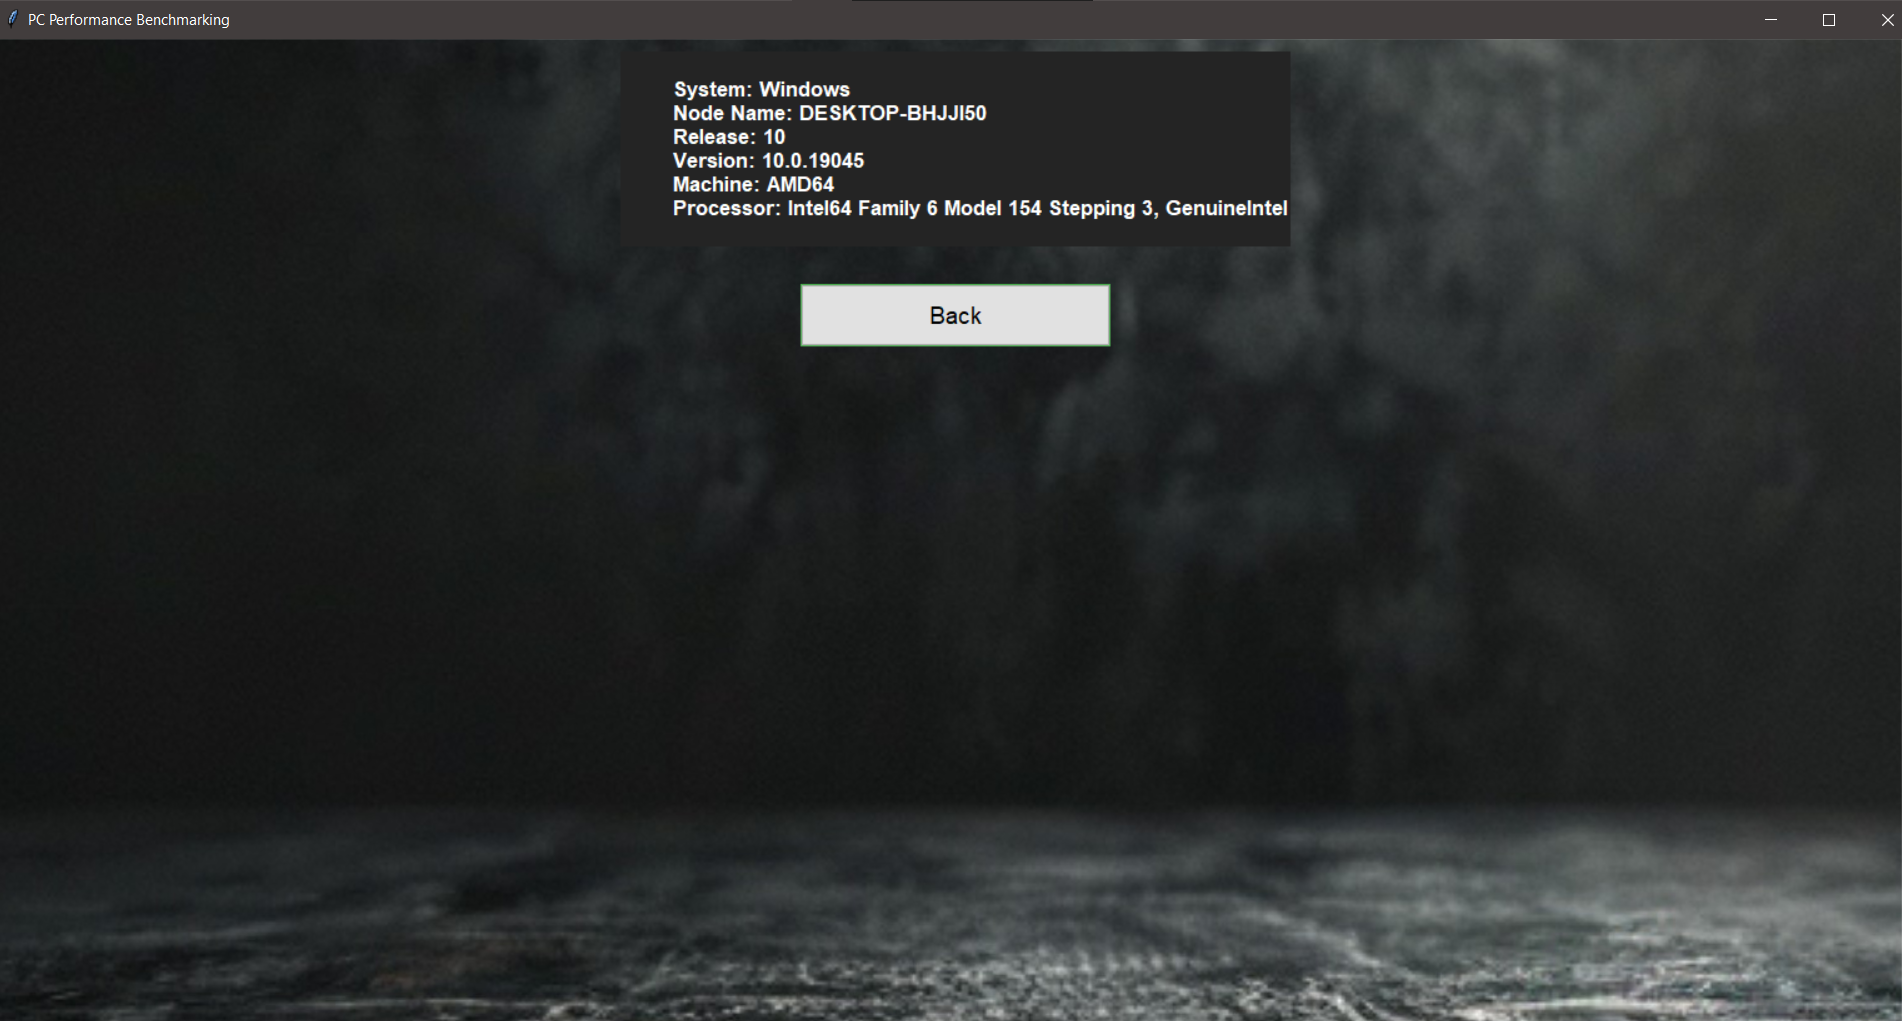 PC Performance Benchmarking
System: Windows
Node Name: DESKTOP-BHJJI50
Release: 10
Version: 10.0.19045
Machine: AMD64
Processor: Intel64 Family 6 Model 154 Stepping 3, GenuineIntel
Back